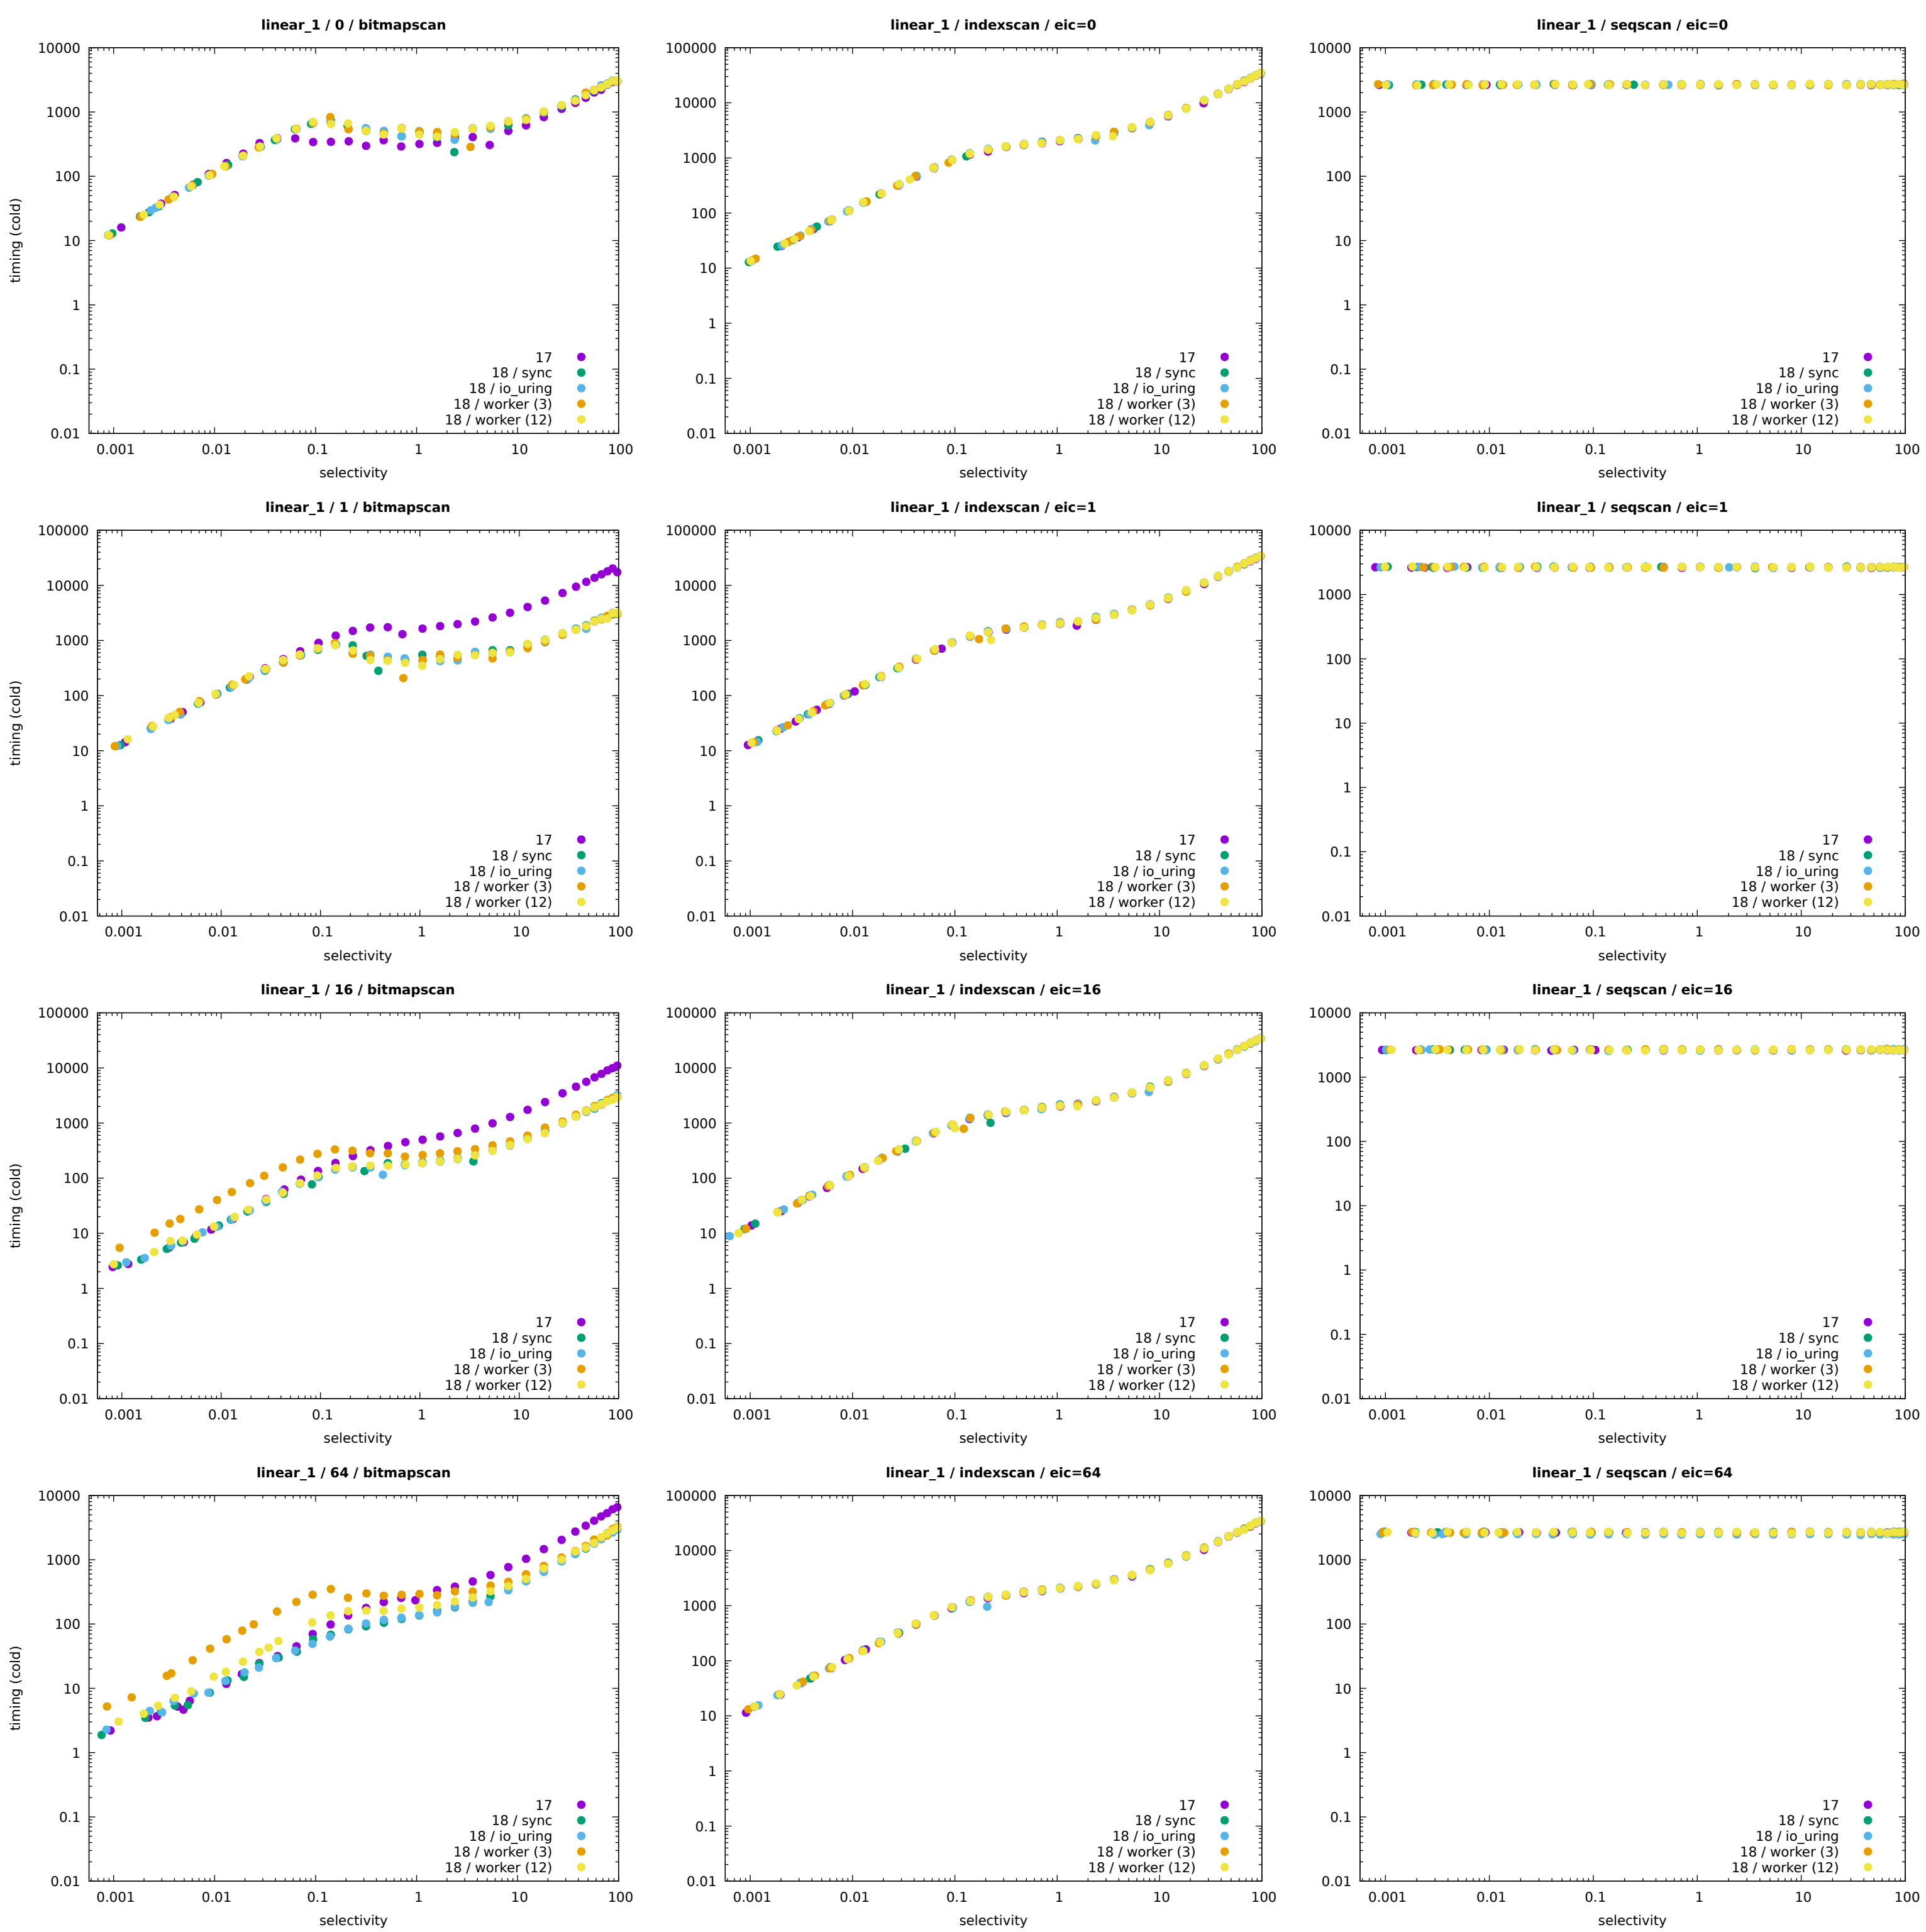 linear_1 / 0 / bitmapscan
10000
1000
100
10
1
0.1
0.01
timing (cold)
0.001 0.01 0.1 1 10 100
selectivity
17
18 / sync
18 / io_uring
18 / worker (3)
18 / worker (12)
linear_1 / indexscan / eic=0
100000
10000
1000
100
10
1
0.1
0.01
0.001 0.01 0.1 1 10 100
selectivity
17
18 / sync
18 / io_uring
18 / worker (3)
18 / worker (12)
linear_1 / seqscan / eic=0
10000
1000
100
10
1
0.1
0.01
0.001 0.01 0.1 1 10 100
selectivity
17
18 / sync
18 / io_uring
18 / worker (3)
18 / worker (12)
linear_1 / 1 / bitmapscan
100000
10000
1000
100
10
1
0.1
0.01
timing (cold)
0.001 0.01 0.1 1 10 100
selectivity
17
18 / sync
18 / io_uring
18 / worker (3)
18 / worker (12)
linear_1 / indexscan / eic=1
100000
10000
1000
100
10
1
0.1
0.01
0.001 0.01 0.1 1 10 100
selectivity
17
18 / sync
18 / io_uring
18 / worker (3)
18 / worker (12)
linear_1 / seqscan / eic=1
10000
1000
100
10
1
0.1
0.01
0.001 0.01 0.1 1 10 100
selectivity
17
18 / sync
18 / io_uring
18 / worker (3)
18 / worker (12)
linear_1 / 16 / bitmapscan
100000
10000
1000
100
10
1
0.1
0.01
timing (cold)
0.001 0.01 0.1 1 10 100
selectivity
17
18 / sync
18 / io_uring
18 / worker (3)
18 / worker (12)
linear_1 / indexscan / eic=16
100000
10000
1000
100
10
1
0.1
0.01
0.001 0.01 0.1 1 10 100
selectivity
17
18 / sync
18 / io_uring
18 / worker (3)
18 / worker (12)
linear_1 / seqscan / eic=16
10000
1000
100
10
1
0.1
0.01
0.001 0.01 0.1 1 10 100
selectivity
17
18 / sync
18 / io_uring
18 / worker (3)
18 / worker (12)
linear_1 / 64 / bitmapscan
10000
1000
100
10
1
0.1
0.01
timing (cold)
0.001 0.01 0.1 1 10 100
selectivity
17
18 / sync
18 / io_uring
18 / worker (3)
18 / worker (12)
linear_1 / indexscan / eic=64
100000
10000
1000
100
10
1
0.1
0.01
0.001 0.01 0.1 1 10 100
selectivity
17
18 / sync
18 / io_uring
18 / worker (3)
18 / worker (12)
linear_1 / seqscan / eic=64
10000
1000
100
10
1
0.1
0.01
0.001 0.01 0.1 1 10 100
selectivity
17
18 / sync
18 / io_uring
18 / worker (3)
18 / worker (12)